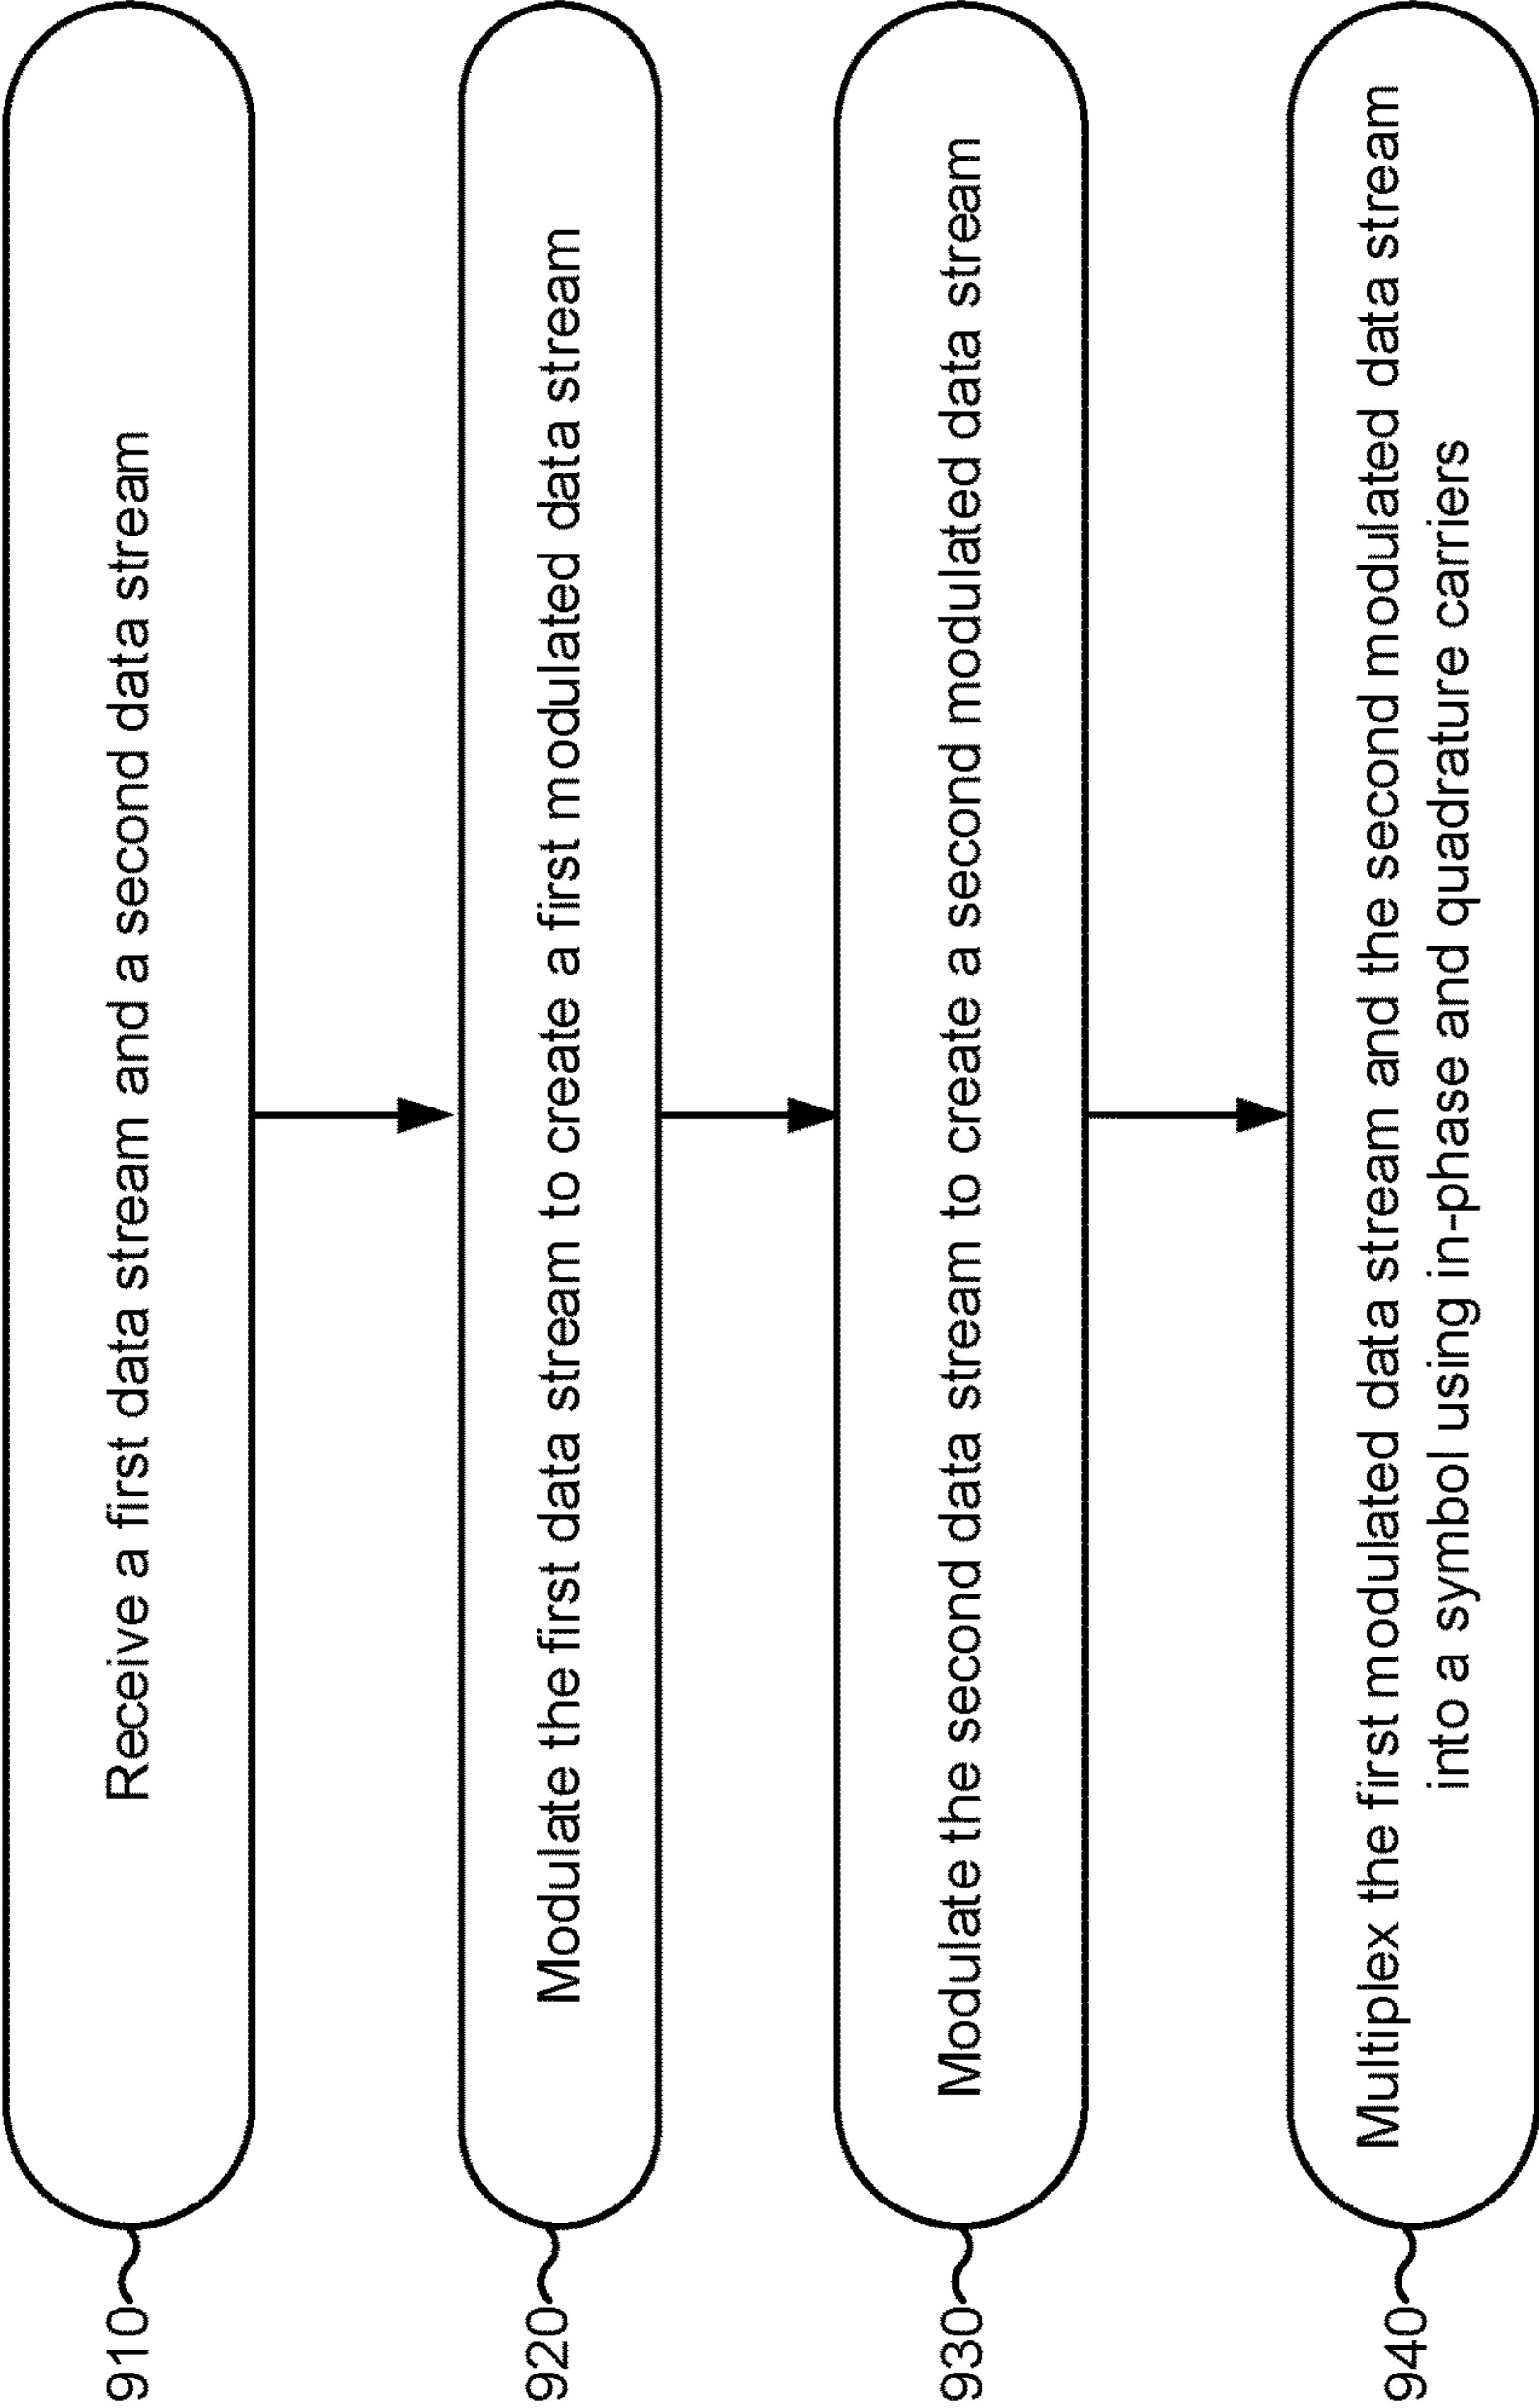 910
Receive a first data stream and a second data stream
920
Modulate the first data stream to create a first modulated data stream
930
Modulate the second data stream to create a second modulated data stream
940
Multiplex the first modulated data stream and the second modulated data stream
into a symbol using in-phase and quadrature carriers